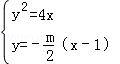 y²=4x
y=-m/2 (x-1)